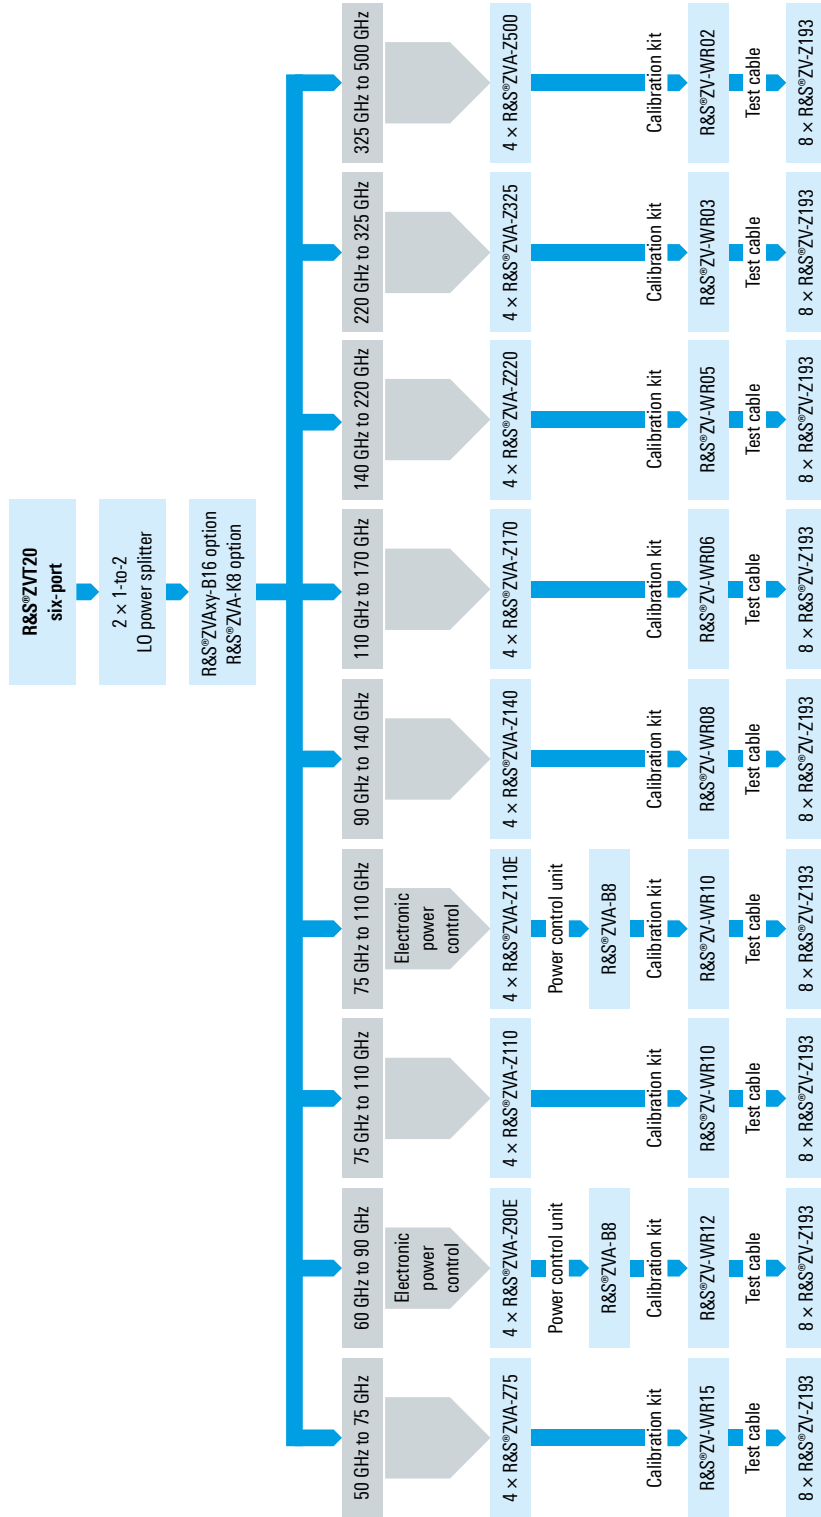 R&S®ZVT20
six-port
2 × 1-to-2
LO power splitter
R&S®ZVAxy-B16 option
R&S®ZVA-K8 option
50 GHz to 75 GHz
4 × R&S®ZVA-Z75
Calibration kit
R&S®ZV-WR15
Test cable
8 × R&S®ZV-Z193
60 GHz to 90 GHz
Electronic
power
control
4 × R&S®ZVA-Z90E
Power control unit
R&S®ZVA-B8
Calibration kit
R&S®ZV-WR12
Test cable
8 × R&S®ZV-Z193
75 GHz to 110 GHz
4 × R&S®ZVA-Z110
Calibration kit
R&S®ZV-WR10
Test cable
8 × R&S®ZV-Z193
75 GHz to 110 GHz
Electronic
power
control
4 × R&S®ZVA-Z110E
Power control unit
R&S®ZVA-B8
Calibration kit
R&S®ZV-WR10
Test cable
8 × R&S®ZV-Z193
90 GHz to 140 GHz
4 × R&S®ZVA-Z140
Calibration kit
R&S®ZV-WR08
Test cable
8 × R&S®ZV-Z193
110 GHz to 170 GHz
4 × R&S®ZVA-Z170
Calibration kit
R&S®ZV-WR06
Test cable
8 × R&S®ZV-Z193
140 GHz to 220 GHz
4 × R&S®ZVA-Z220
Calibration kit
R&S®ZV-WR05
Test cable
8 × R&S®ZV-Z193
220 GHz to 325 GHz
4 × R&S®ZVA-Z325
Calibration kit
R&S®ZV-WR03
Test cable
8 × R&S®ZV-Z193
325 GHz to 500 GHz
4 × R&S®ZVA-Z500
Calibration kit
R&S®ZV-WR02
Test cable
8 × R&S®ZV-Z193